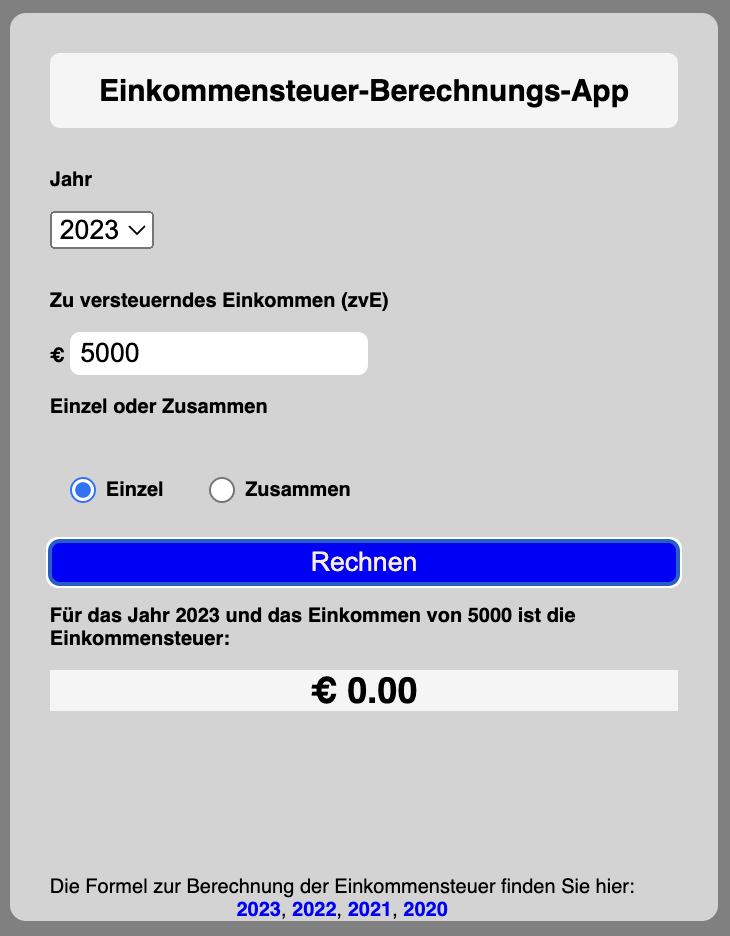 Einkommensteuer-Berechnungs-App
Jahr
2023
Zu versteuerndes Einkommen (zvE)
€ 5000
Einzel oder Zusammen
Einzel Zusammen
Rechnen
Für das Jahr 2023 und das Einkommen von 5000 ist die
Einkommensteuer:
€ 0.00
Die Formel zur Berechnung der Einkommensteuer finden Sie hier:
2023, 2022, 2021, 2020